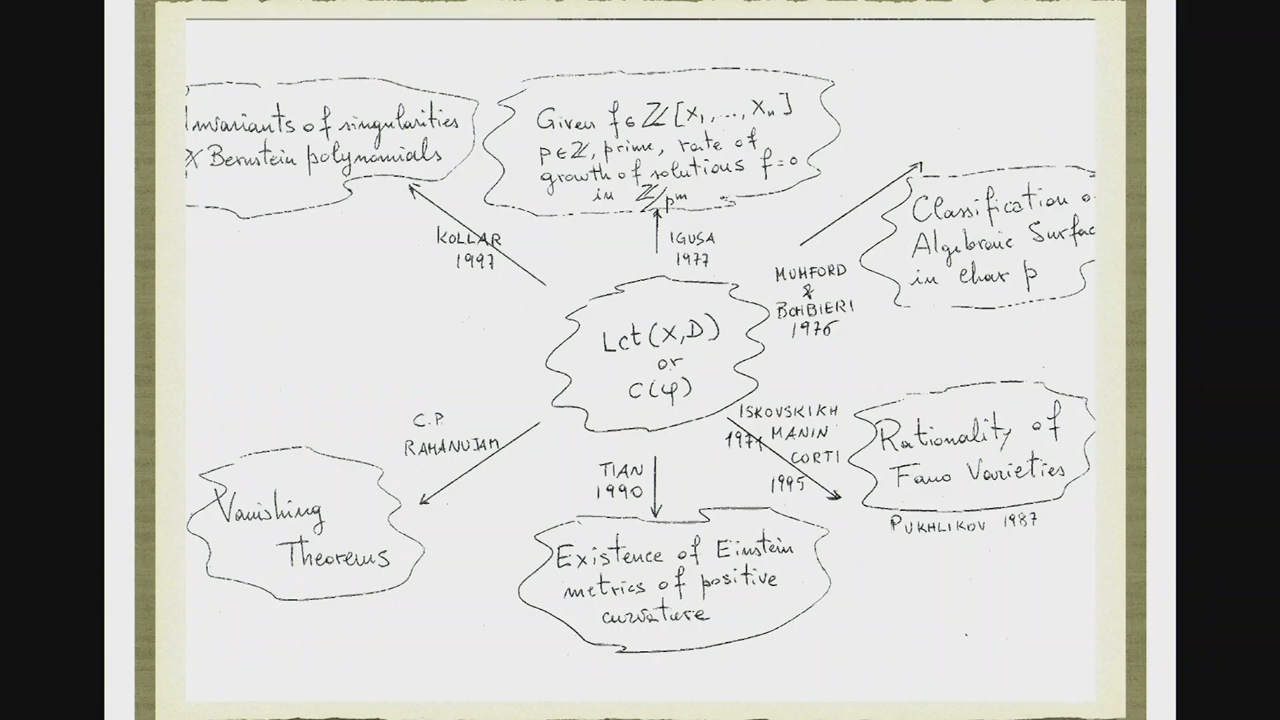 Invariants of singularities
X Bernstein polynomials
Given f ∈ ℤ [x₁, ..., xₙ]
p∈ℤ, prime, rate of
growth of solutions f=0
in ℤ/pᵐ
Classification o
Algebraic Surfac
in char p
KOLLAR
1997
IGUSA
1977
MUMFORD
&
BOMBIERI
1976
Lct(X,D)
or
C(φ)
C.P.
RAMANUJAM
TIAN
1990
ISKOVSKIKH
1971 MANIN
CORTI
1995
Rationality of
Fano Varieties
PUKHLIKOV 1987
Vanishing
Theorems
Existence of Einstein
metrics of positive
curvature